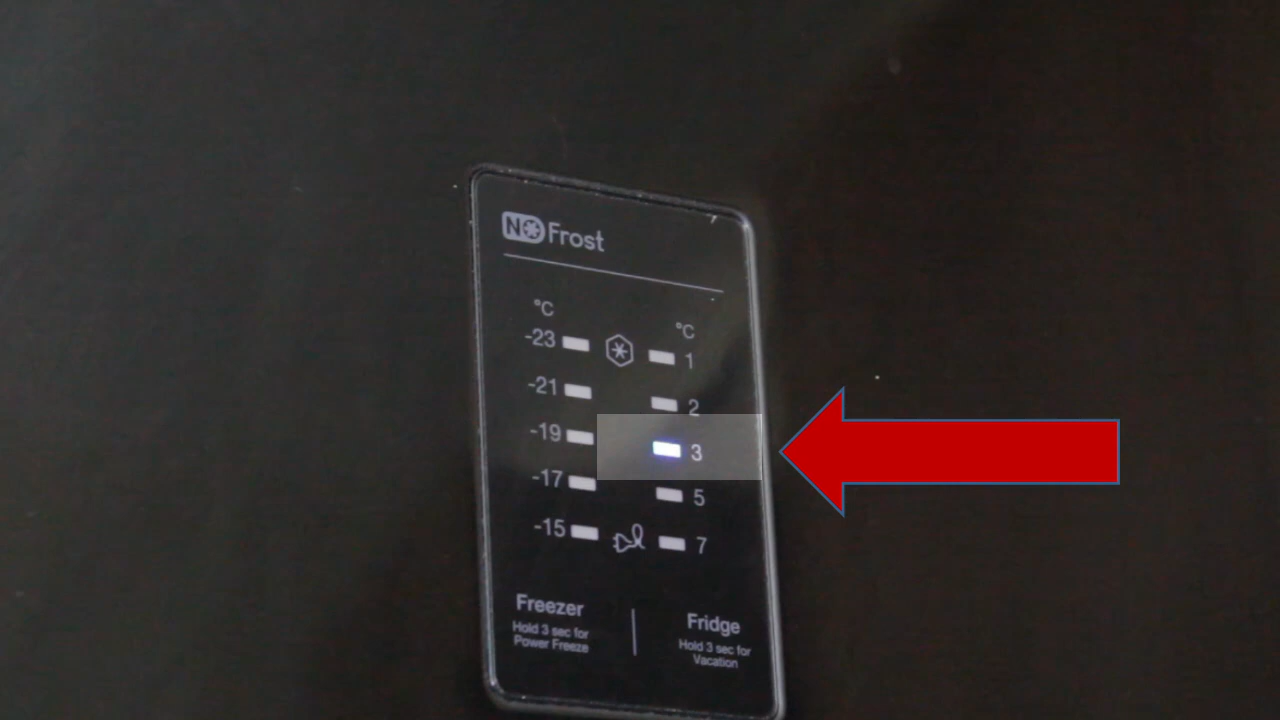 NO Frost
°C °C
-23 1
-21 2
-19 3
-17 5
-15 7
Freezer
Hold 3 sec for
Power Freeze
Fridge
Hold 3 sec for
Vacation